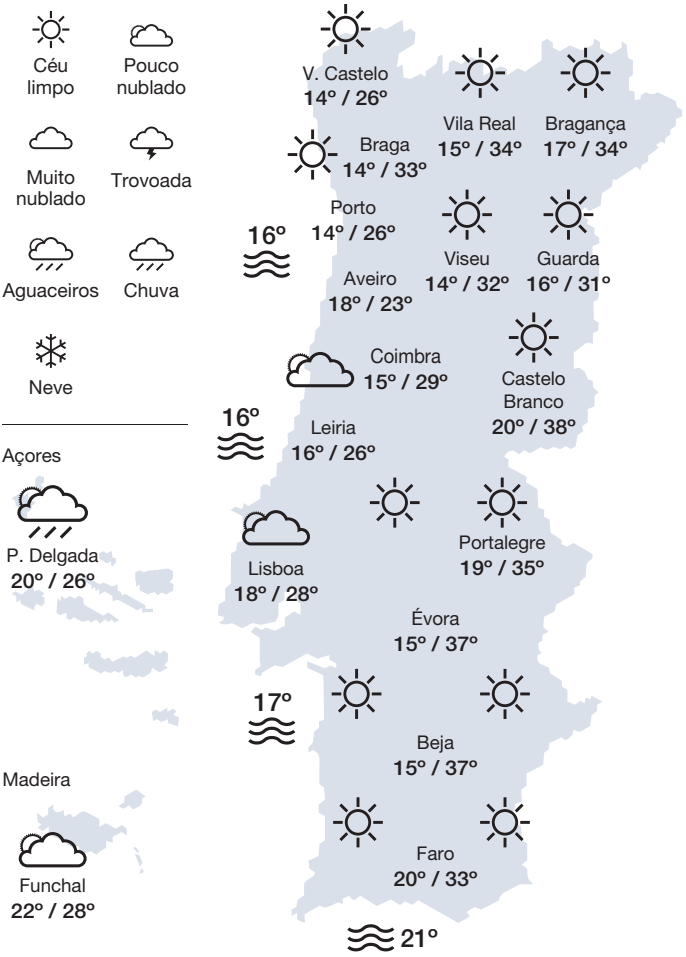 Céu
limpo
Pouco
nublado
Muito
nublado
Trovoada
Aguaceiros
Chuva
Neve
Açores
P. Delgada
20º / 26º
Madeira
Funchal
22º / 28º
V. Castelo
14º / 26º
Vila Real
15º / 34º
Bragança
17º / 34º
Braga
14º / 33º
Porto
14º / 26º
16º
Viseu
14º / 32º
Guarda
16º / 31º
Aveiro
18º / 23º
Coimbra
15º / 29º
Castelo
Branco
20º / 38º
16º
Leiria
16º / 26º
Lisboa
18º / 28º
Portalegre
19º / 35º
Évora
15º / 37º
17º
Beja
15º / 37º
Faro
20º / 33º
21º